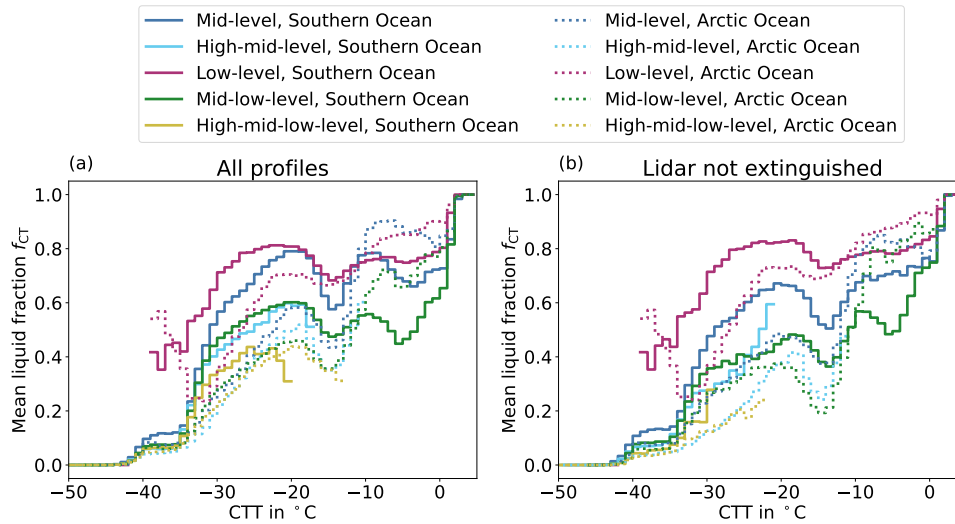 Mid-level, Southern Ocean
High-mid-level, Southern Ocean
Low-level, Southern Ocean
Mid-low-level, Southern Ocean
High-mid-low-level, Southern Ocean
Mid-level, Arctic Ocean
High-mid-level, Arctic Ocean
Low-level, Arctic Ocean
Mid-low-level, Arctic Ocean
High-mid-low-level, Arctic Ocean
(a)
All profiles
Mean liquid fraction f_CT
1.0
0.8
0.6
0.4
0.2
0.0
−50 −40 −30 −20 −10 0
CTT in °C
(b)
Lidar not extinguished
Mean liquid fraction f_CT
1.0
0.8
0.6
0.4
0.2
0.0
−50 −40 −30 −20 −10 0
CTT in °C